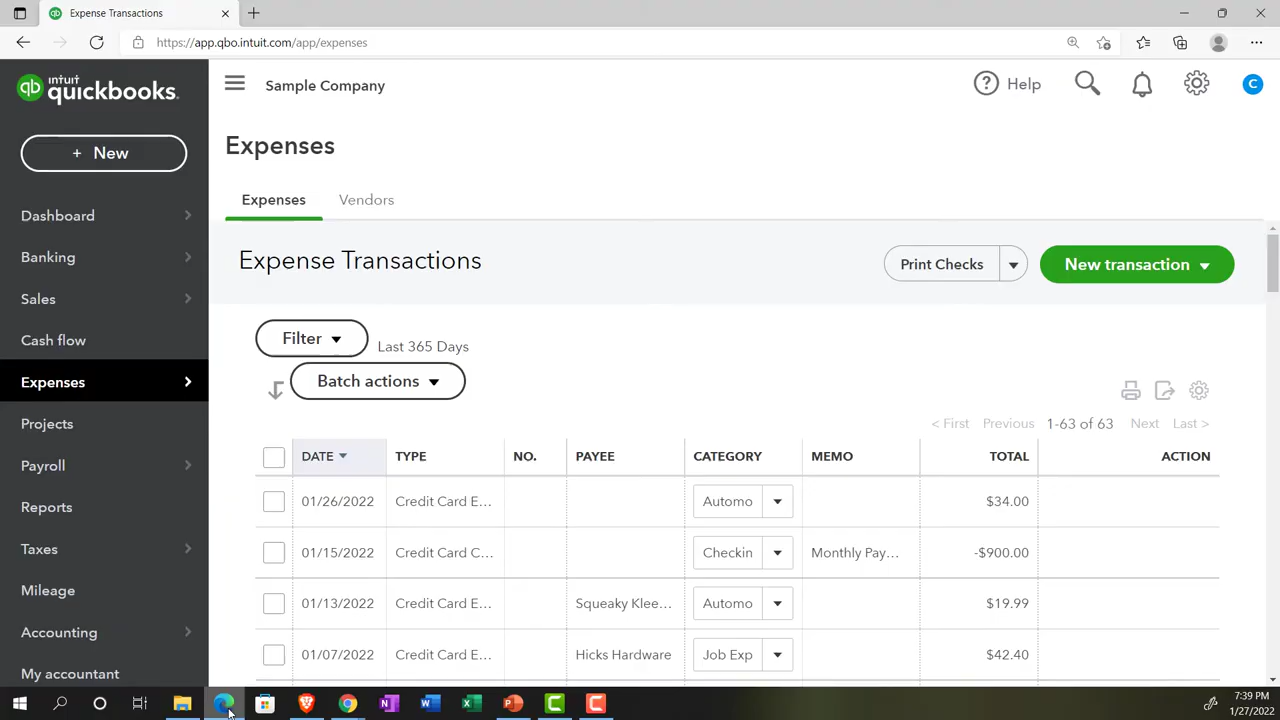 Expense Transactions
https://app.qbo.intuit.com/app/expenses
qb
intuit
quickbooks.
+ New
Dashboard
Banking
Sales
Cash flow
Expenses
Projects
Payroll
Reports
Taxes
Mileage
Accounting
My accountant
Sample Company
? Help
C
Expenses
Expenses Vendors
Expense Transactions
Print Checks
New transaction
Filter
Last 365 Days
Batch actions
< First Previous 1-63 of 63 Next Last >
DATE TYPE NO. PAYEE CATEGORY MEMO TOTAL ACTION
01/26/2022 Credit Card E... Automo $34.00
01/15/2022 Credit Card C... Checkin Monthly Pay... -$900.00
01/13/2022 Credit Card E... Squeaky Klee... Automo $19.99
01/07/2022 Credit Card E... Hicks Hardware Job Exp $42.40
7:39 PM
1/27/2022